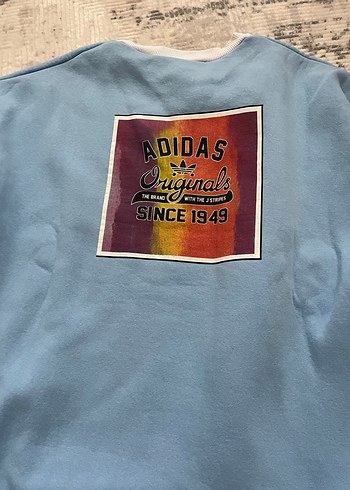 ADIDAS
Originals
THE BRAND WITH THE 3 STRIPES
SINCE 1949